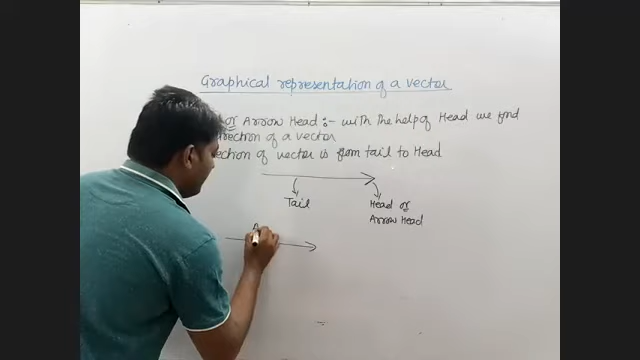 Graphical representation of a vector
or Arrow Head :- with the help of Head we find
direction of a vector
direction of vector is from tail to Head
Tail
Head or
Arrow Head